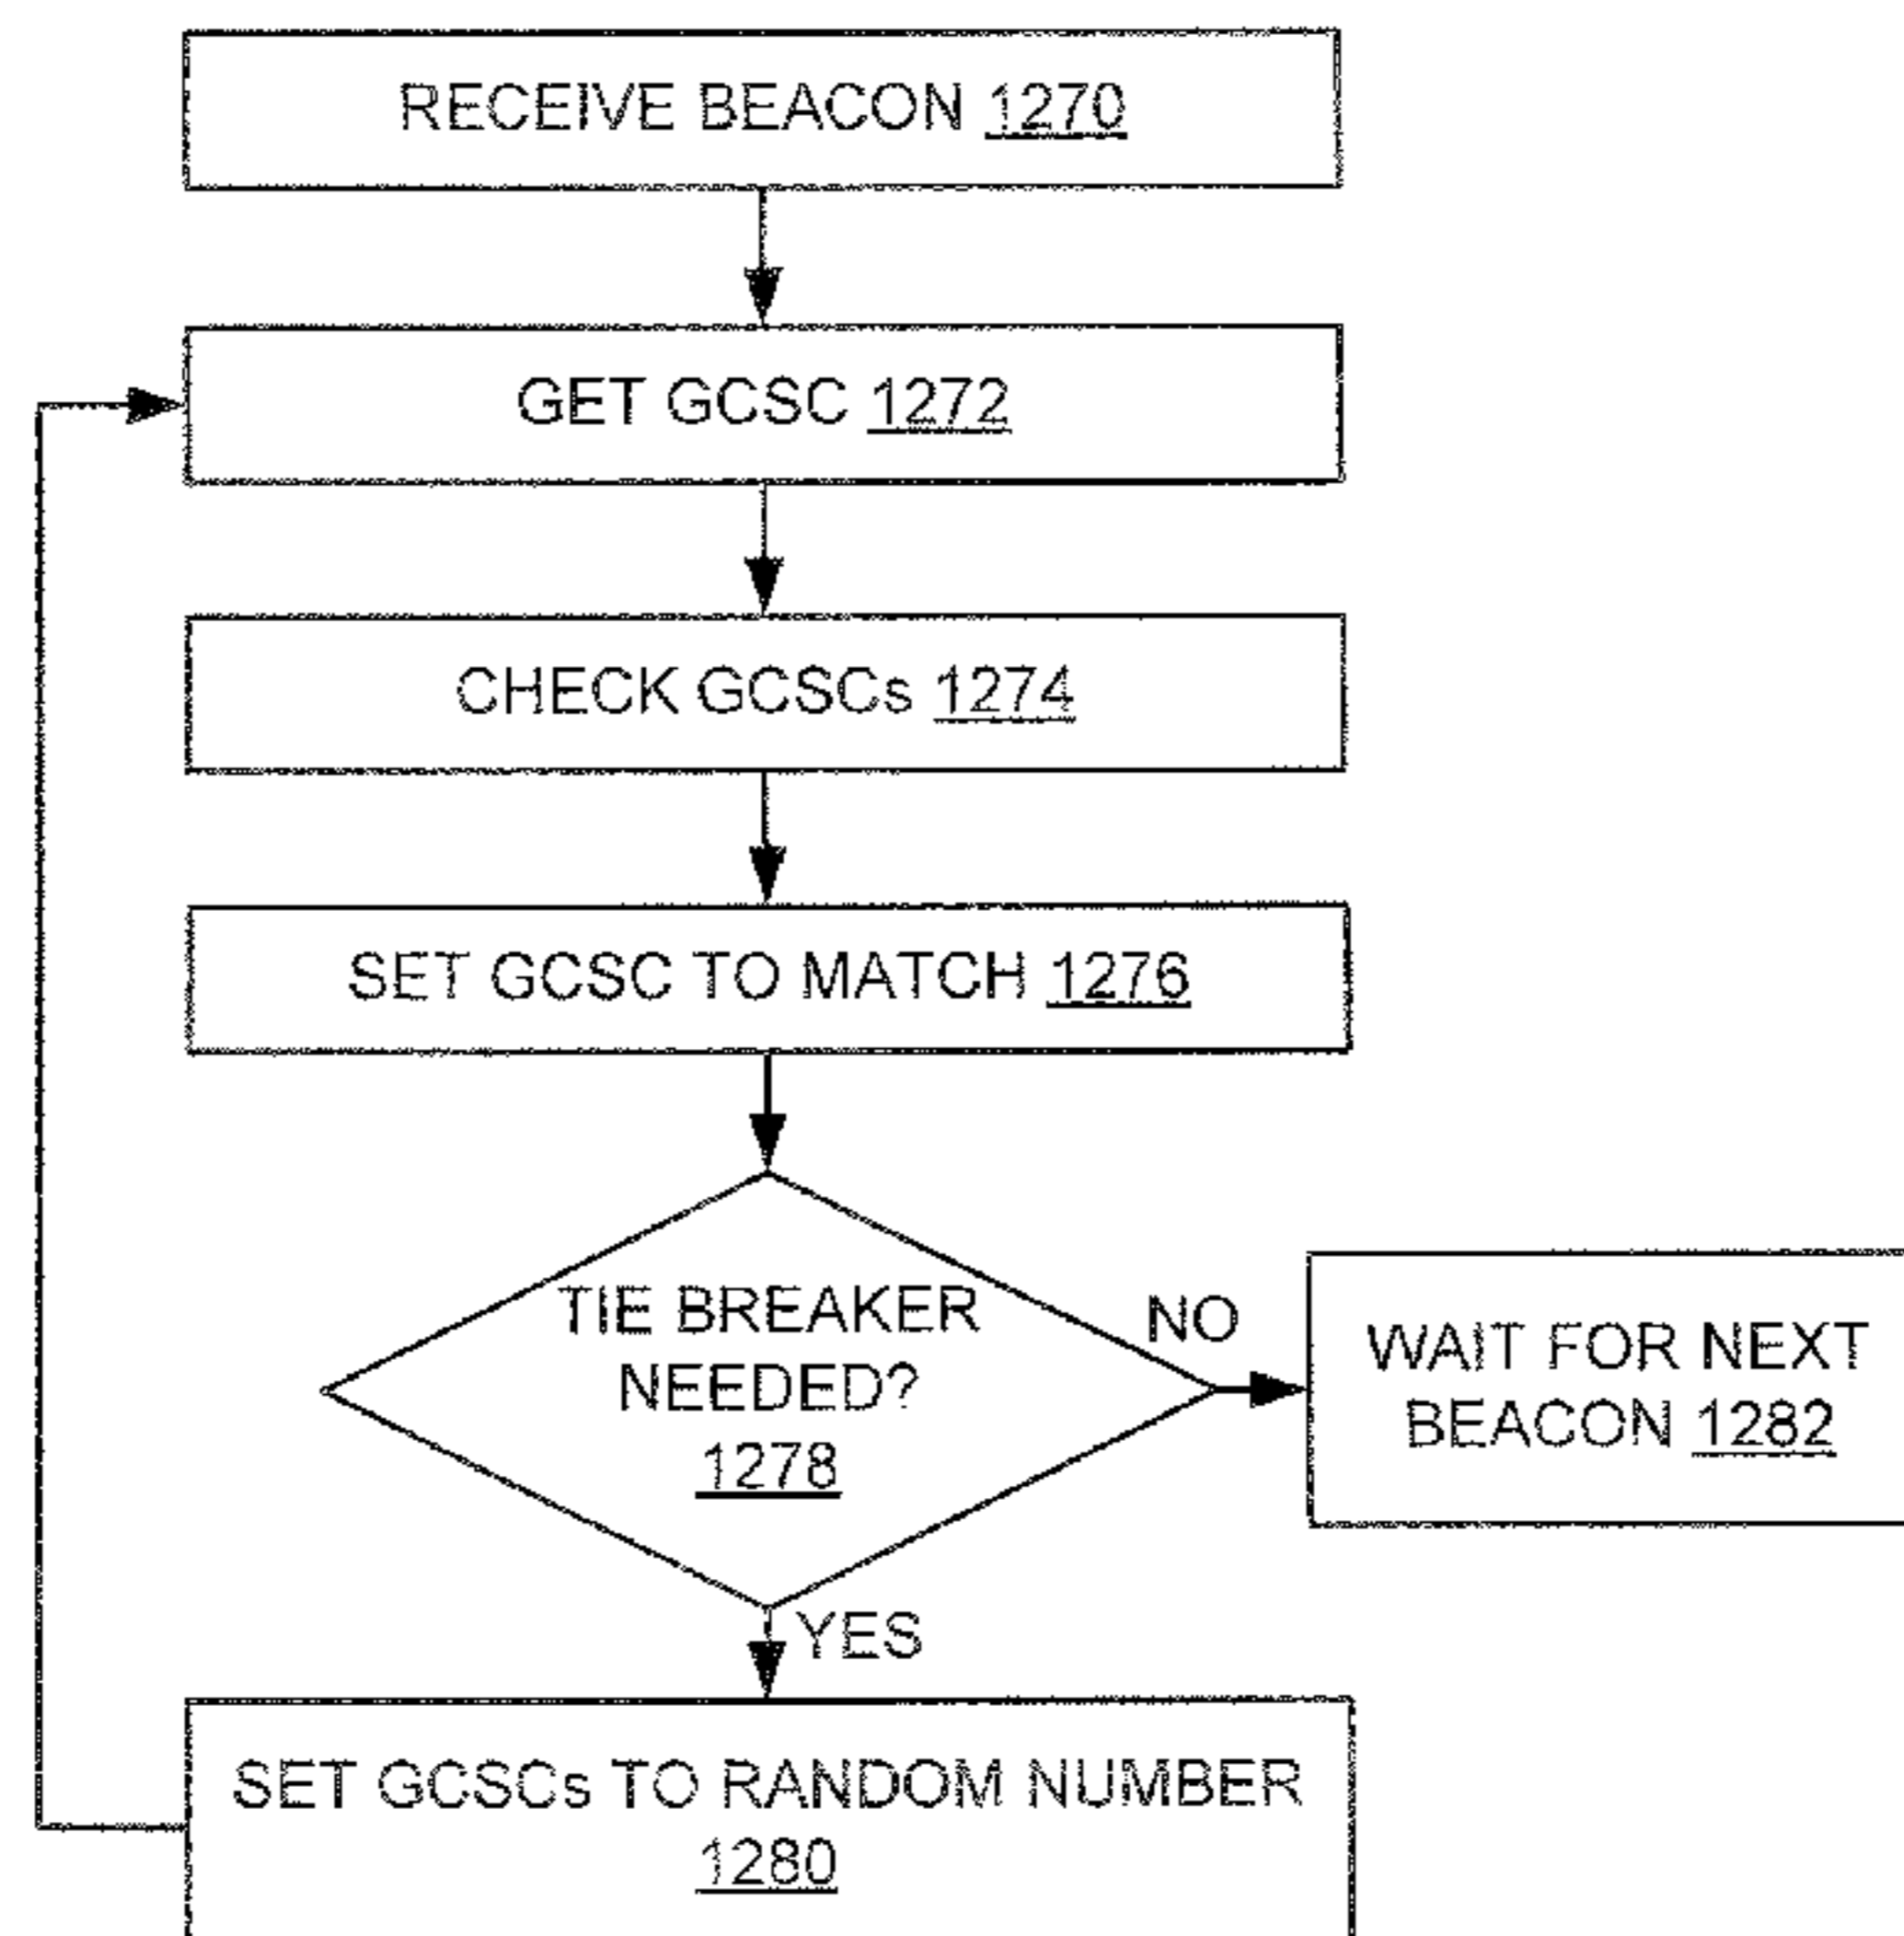 RECEIVE BEACON 1270
GET GCSC 1272
CHECK GCSCs 1274
SET GCSC TO MATCH 1276
TIE BREAKER
NEEDED?
1278
NO
WAIT FOR NEXT
BEACON 1282
YES
SET GCSCs TO RANDOM NUMBER
1280